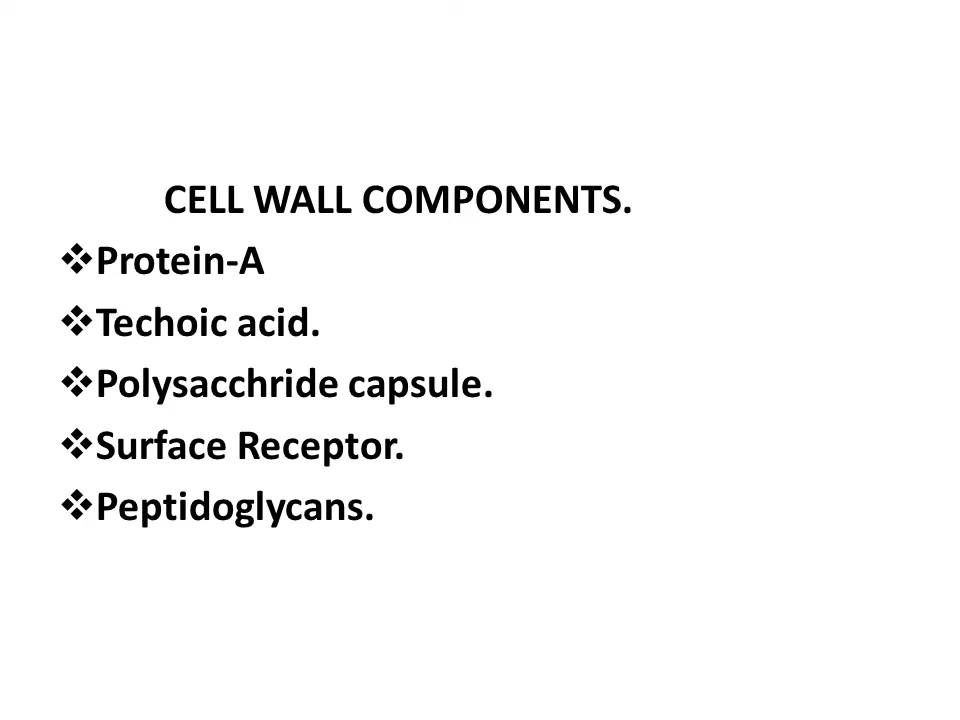 CELL WALL COMPONENTS.
❖Protein-A
❖Techoic acid.
❖Polysacchride capsule.
❖Surface Receptor.
❖Peptidoglycans.